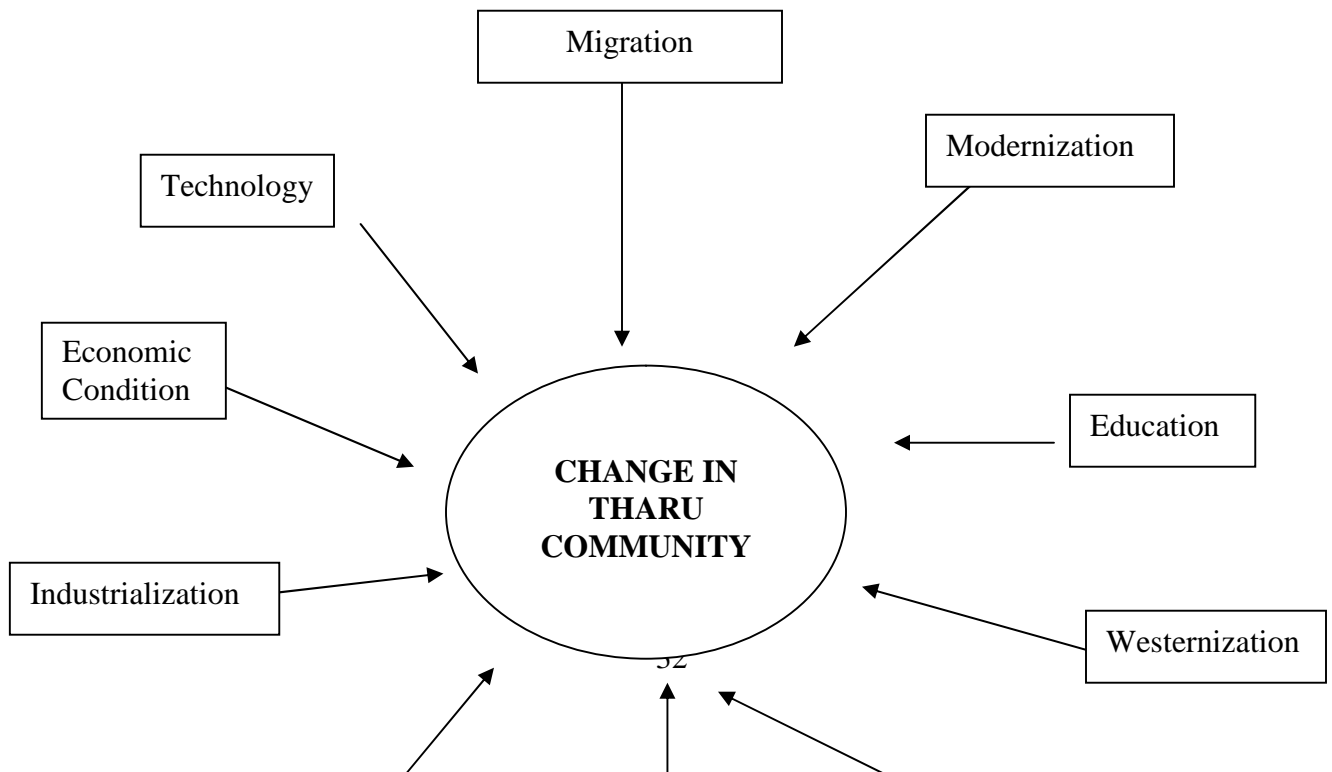 Migration
Modernization
Technology
Economic
Condition
Education
CHANGE IN
THARU
COMMUNITY
Industrialization
Westernization